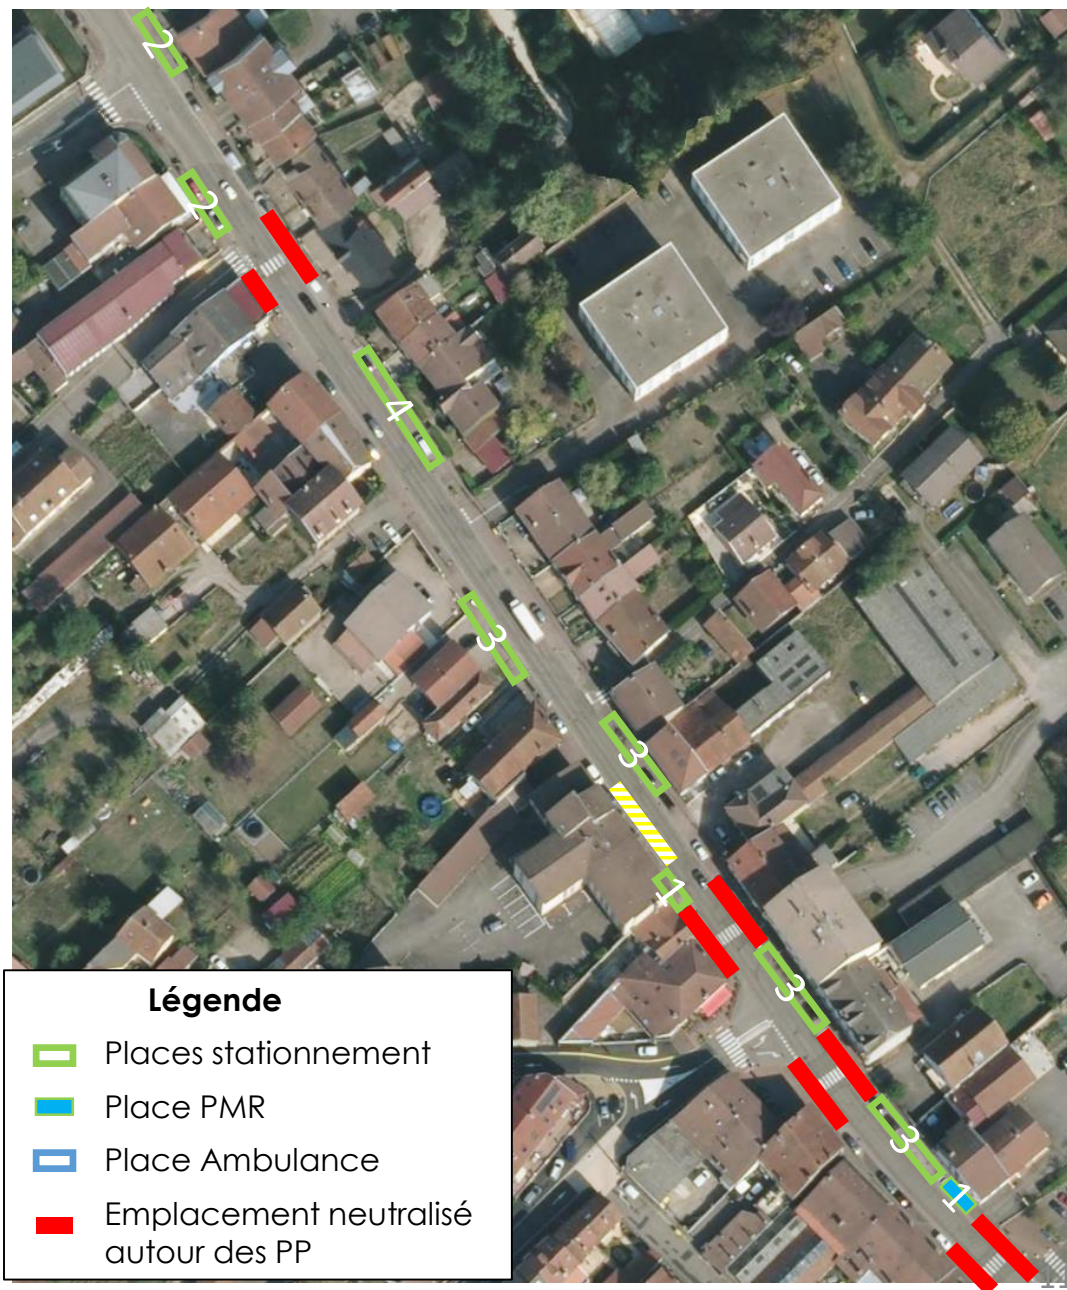 2
2
4
3
3
1
3
3
1
Légende
Places stationnement
Place PMR
Place Ambulance
Emplacement neutralisé
autour des PP
11